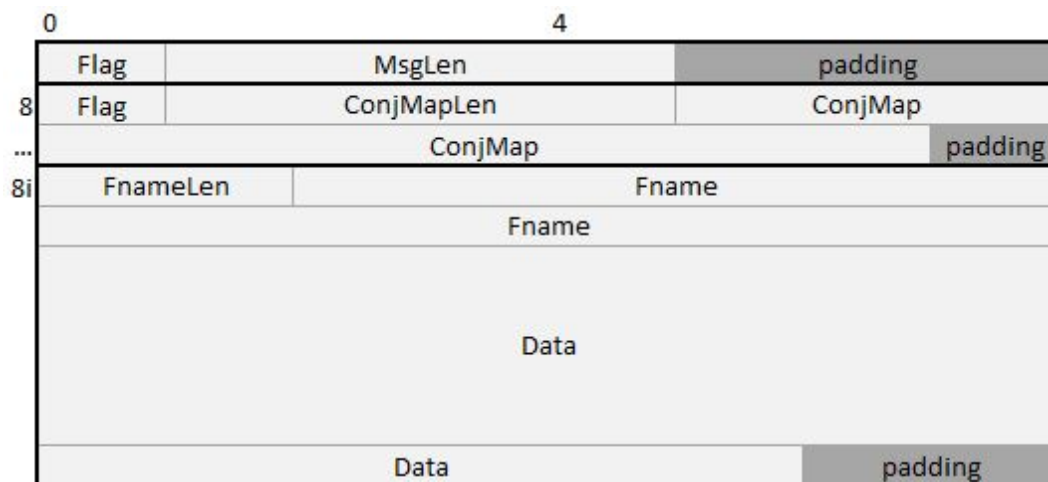 0 4
Flag MsgLen padding
8 Flag ConjMapLen ConjMap
... ConjMap padding
8i FnameLen Fname
Fname
Data
Data padding